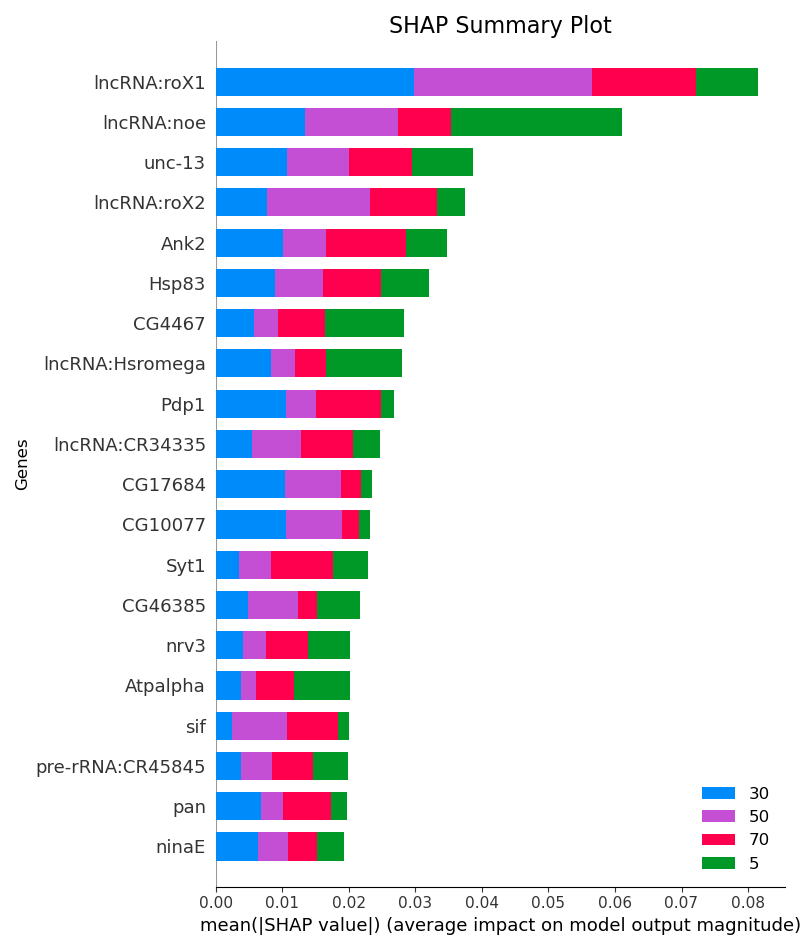 SHAP Summary Plot
lncRNA:roX1
lncRNA:noe
unc-13
lncRNA:roX2
Ank2
Hsp83
CG4467
lncRNA:Hsromega
Pdp1
lncRNA:CR34335
CG17684
CG10077
Syt1
CG46385
nrv3
Atpalpha
sif
pre-rRNA:CR45845
pan
ninaE
Genes
30
50
70
5
0.00 0.01 0.02 0.03 0.04 0.05 0.06 0.07 0.08
mean(|SHAP value|) (average impact on model output magnitude)